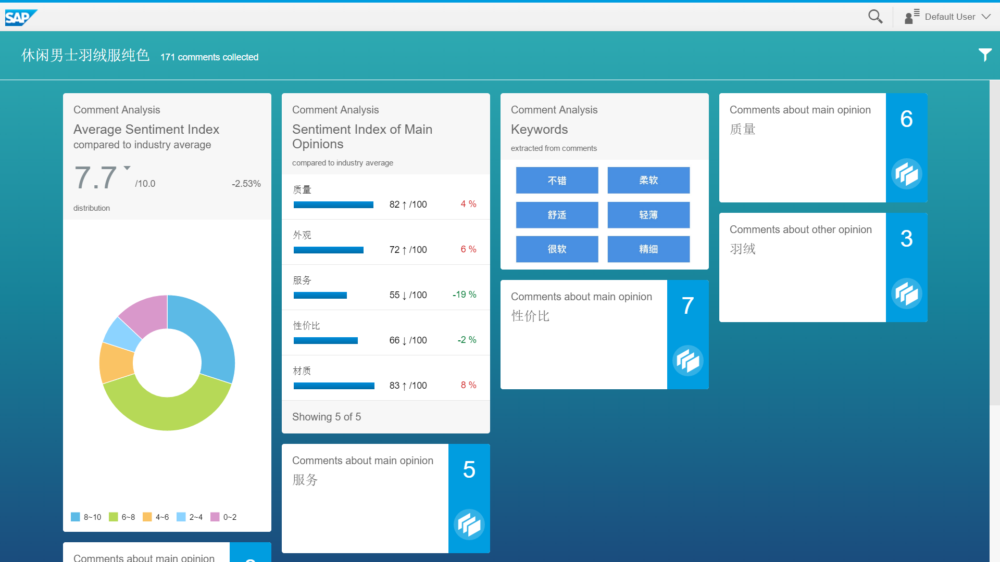 SAP
Default User
休闲男士羽绒服纯色 171 comments collected
Comment Analysis
Average Sentiment Index
compared to industry average
7.7 /10.0 -2.53%
distribution
8~10 6~8 4~6 2~4 0~2
Comments about main opinion
Comment Analysis
Sentiment Index of Main
Opinions
compared to industry average
质量
82 ↑ /100 4 %
外观
72 ↑ /100 6 %
服务
55 ↓ /100 -19 %
性价比
66 ↓ /100 -2 %
材质
83 ↑ /100 8 %
Showing 5 of 5
Comments about main opinion
服务
5
Comment Analysis
Keywords
extracted from comments
不错 柔软
舒适 轻薄
很软 精细
Comments about main opinion
性价比
7
Comments about main opinion
质量
6
Comments about other opinion
羽绒
3